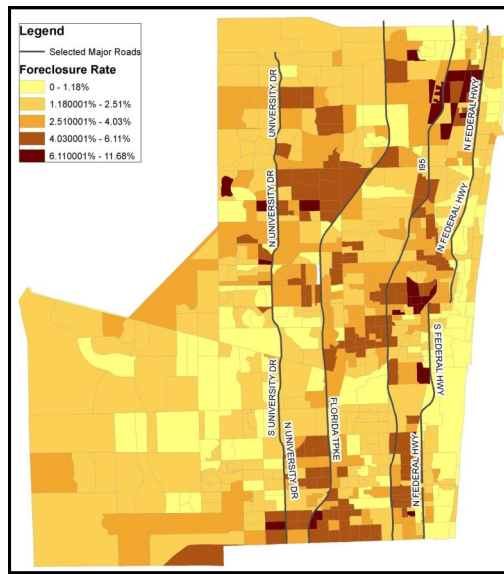 Legend
Selected Major Roads
Foreclosure Rate
0 - 1.18%
1.180001% - 2.51%
2.510001% - 4.03%
4.030001% - 6.11%
6.110001% - 11.68%
UNIVERSITY DR
N FEDERAL HWY
I95
N UNIVERSITY DR
N FEDERAL HWY
S FEDERAL HWY
S UNIVERSITY DR
FLORIDA TPKE
N UNIVERSITY DR
N FEDERAL HWY